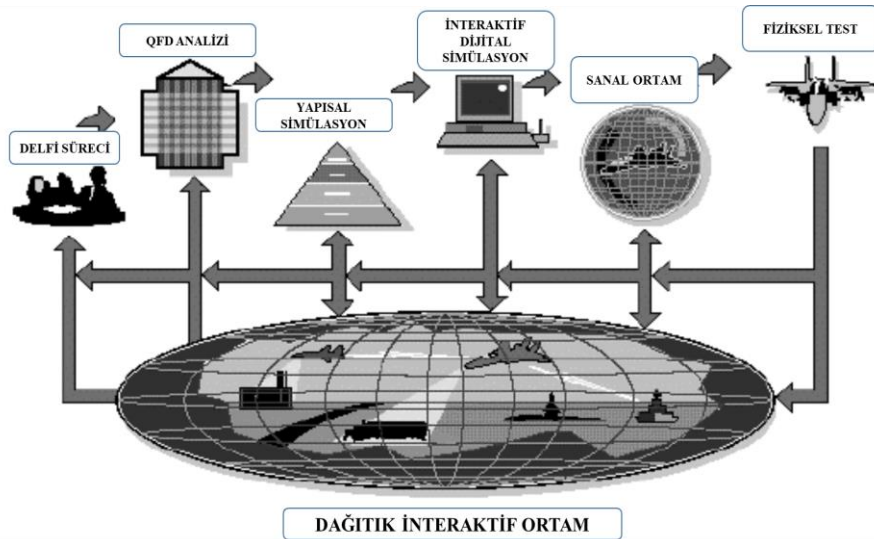 DELFİ SÜRECİ
QFD ANALİZİ
YAPISAL
SİMÜLASYON
İNTERAKTİF
DİJİTAL
SİMÜLASYON
SANAL ORTAM
FİZİKSEL TEST
DAĞITIK İNTERAKTİF ORTAM